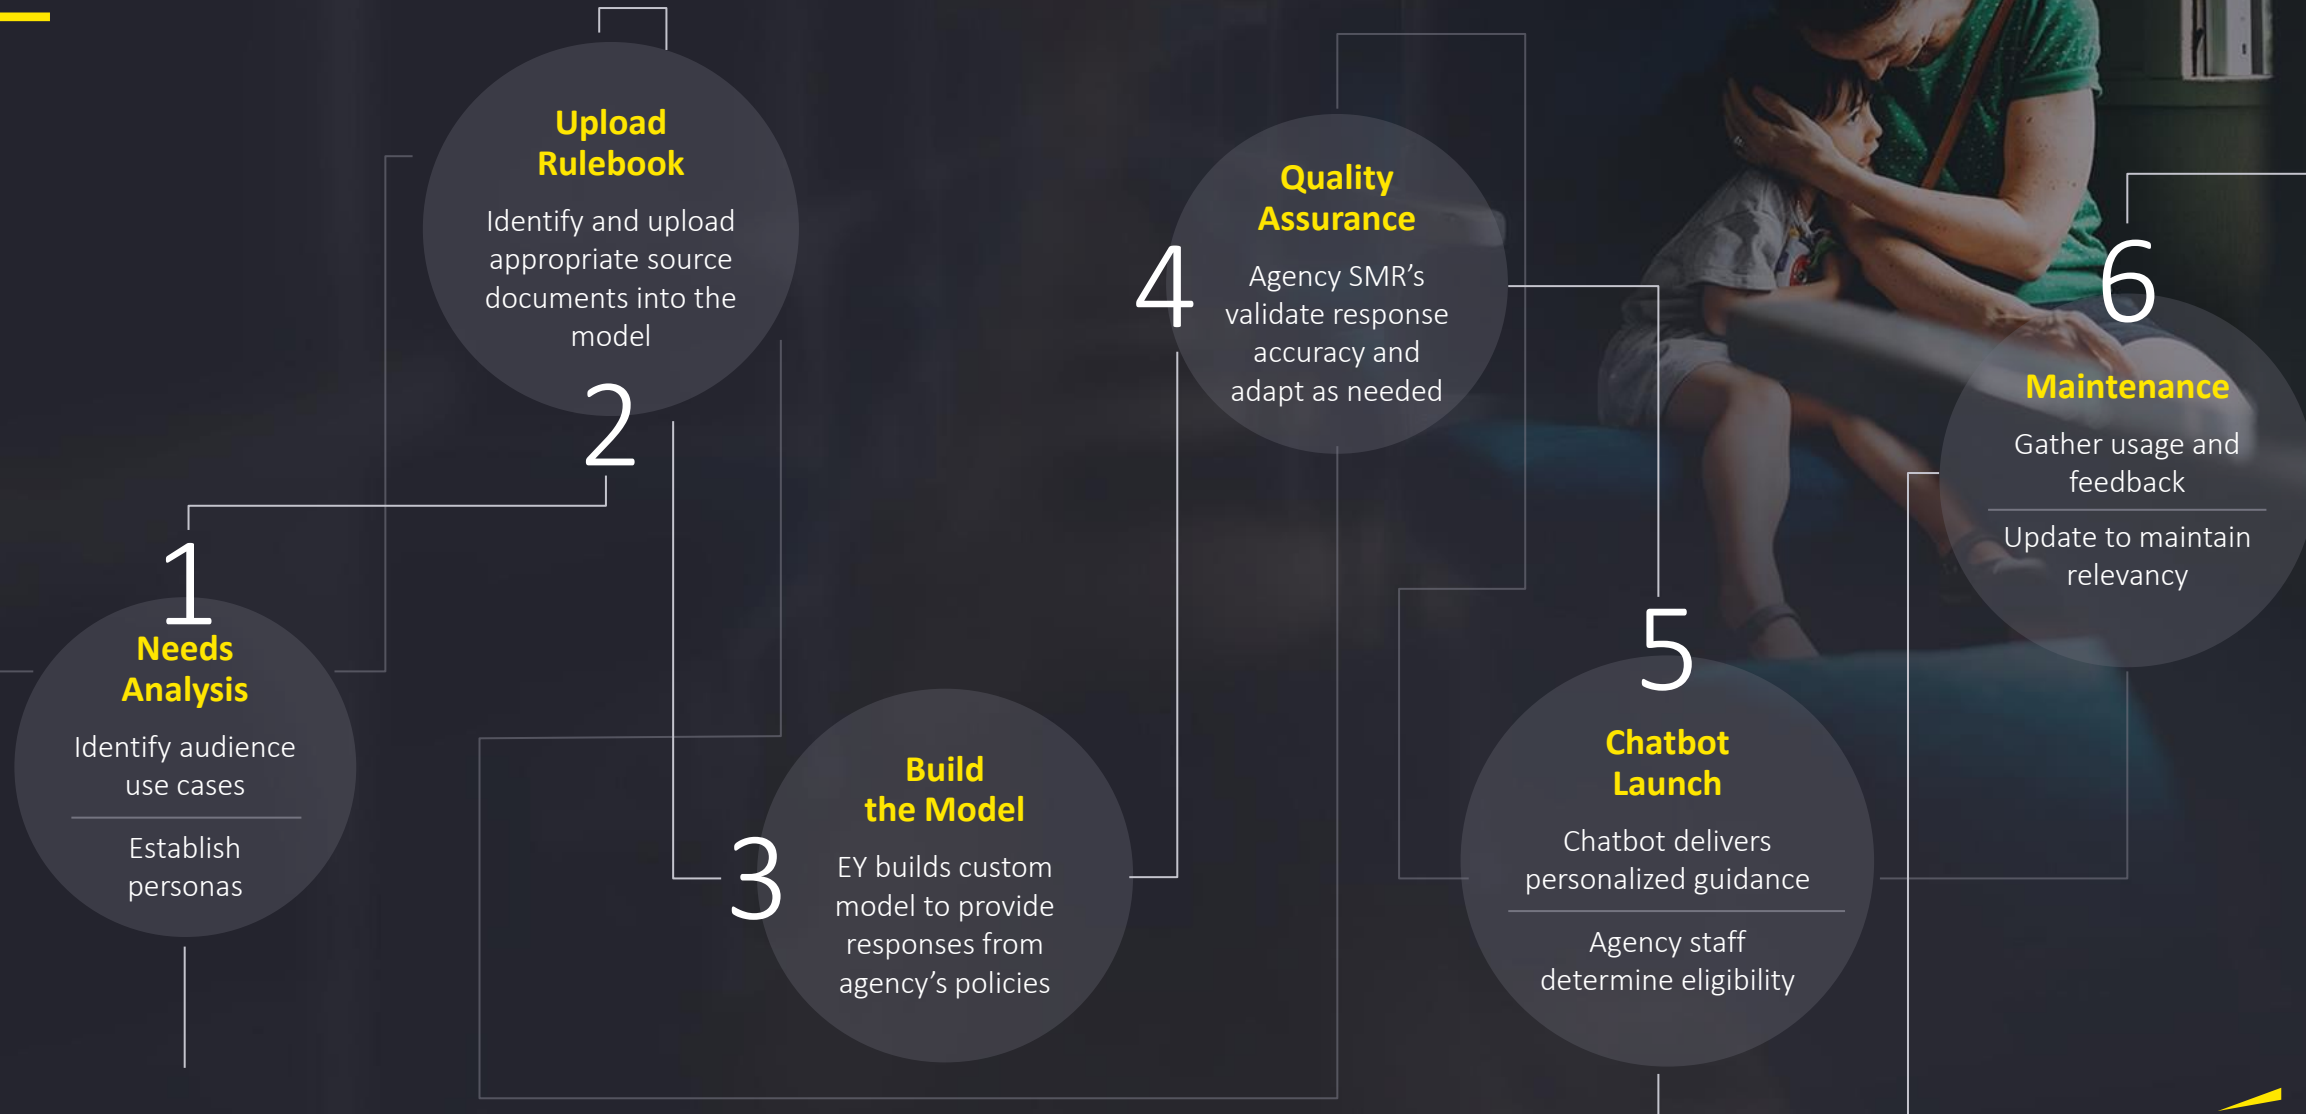 1
Needs
Analysis
Identify audience
use cases
Establish
personas
Upload
Rulebook
Identify and upload
appropriate source
documents into the
model
2
3
Build
the Model
EY builds custom
model to provide
responses from
agency’s policies
4
Quality
Assurance
Agency SMR’s
validate response
accuracy and
adapt as needed
5
Chatbot
Launch
Chatbot delivers
personalized guidance
Agency staff
determine eligibility
6
Maintenance
Gather usage and
feedback
Update to maintain
relevancy